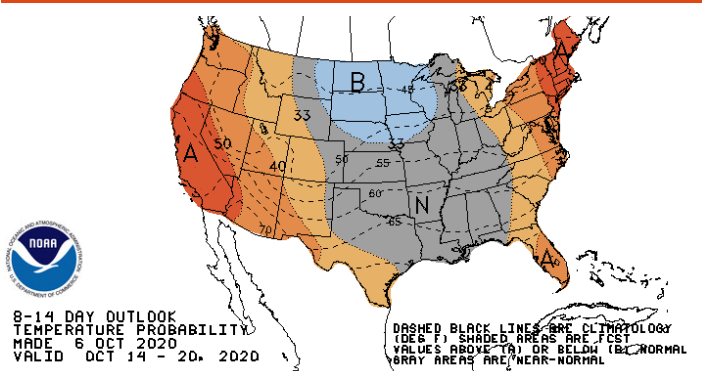 B
A
45
33
33
50
A
50
40
55
60
N
65
70
A
NATIONAL OCEANIC AND ATMOSPHERIC ADMINISTRATION
NOAA
U.S. DEPARTMENT OF COMMERCE
8-14 DAY OUTLOOK
TEMPERATURE PROBABILITY
MADE 6 OCT 2020
VALID OCT 14 - 20, 2020
DASHED BLACK LINES ARE CLIMATOLOGY
(DEG F) SHADED AREAS ARE FCST
VALUES ABOVE (A) OR BELOW (B) NORMAL
GRAY AREAS ARE NEAR-NORMAL